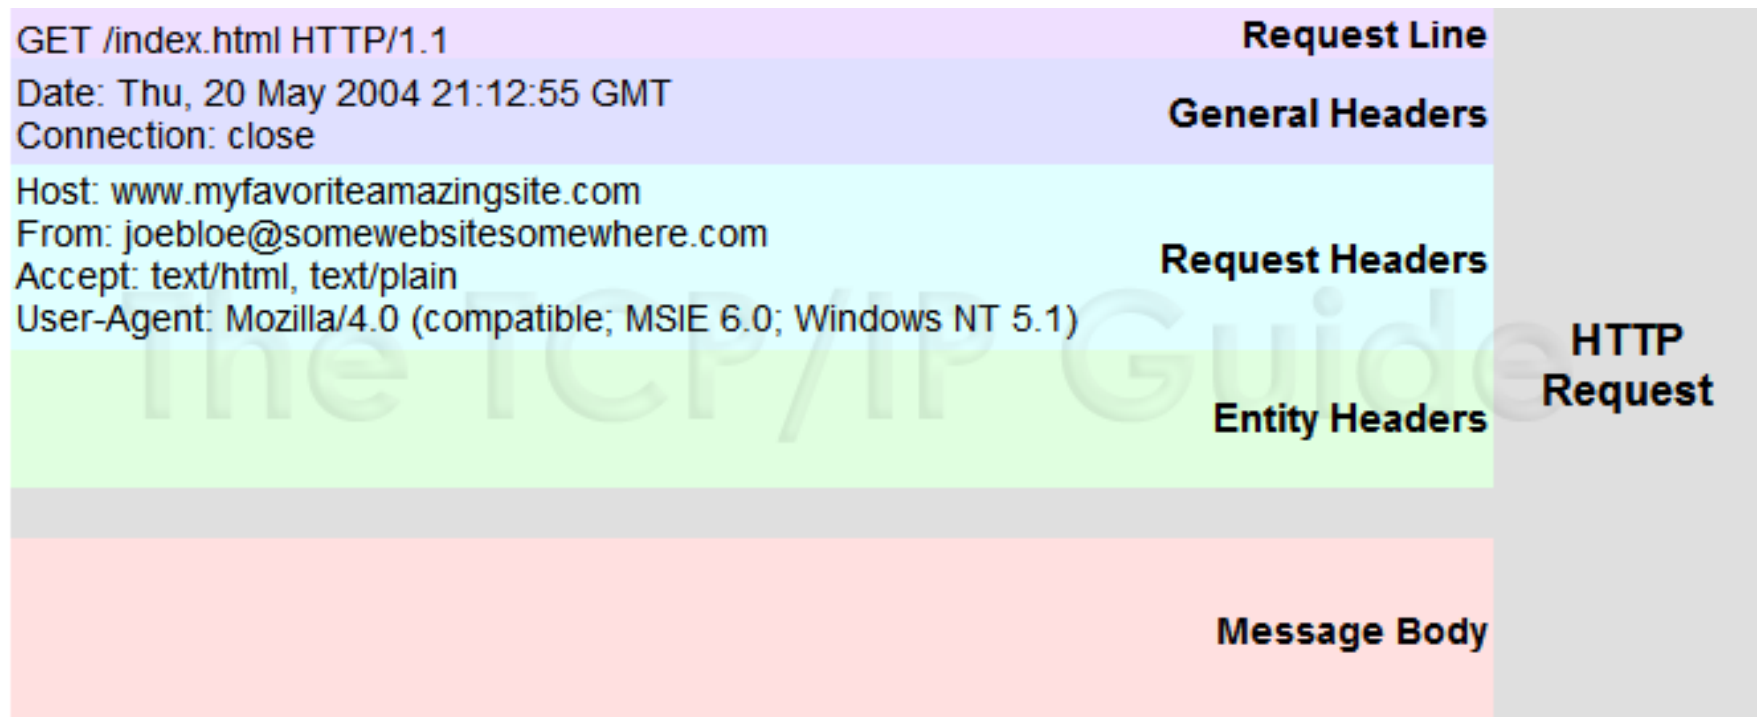 GET /index.html HTTP/1.1
Request Line
Date: Thu, 20 May 2004 21:12:55 GMT
Connection: close
General Headers
Host: www.myfavoriteamazingsite.com
From: joebloe@somewebsitesomewhere.com
Accept: text/html, text/plain
User-Agent: Mozilla/4.0 (compatible; MSIE 6.0; Windows NT 5.1)
Request Headers
The TCP/IP Guide
Entity Headers
Message Body
HTTP
Request